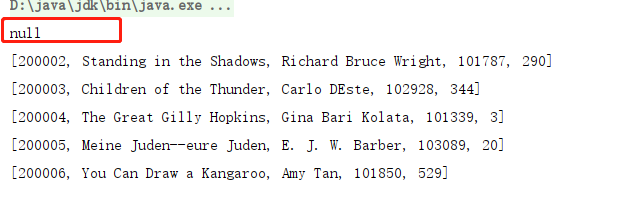 D:\java\jdk\bin\java.exe ...
null
[200002, Standing in the Shadows, Richard Bruce Wright, 101787, 290]
[200003, Children of the Thunder, Carlo DEste, 102928, 344]
[200004, The Great Gilly Hopkins, Gina Bari Kolata, 101339, 3]
[200005, Meine Juden--eure Juden, E. J. W. Barber, 103089, 20]
[200006, You Can Draw a Kangaroo, Amy Tan, 101850, 529]